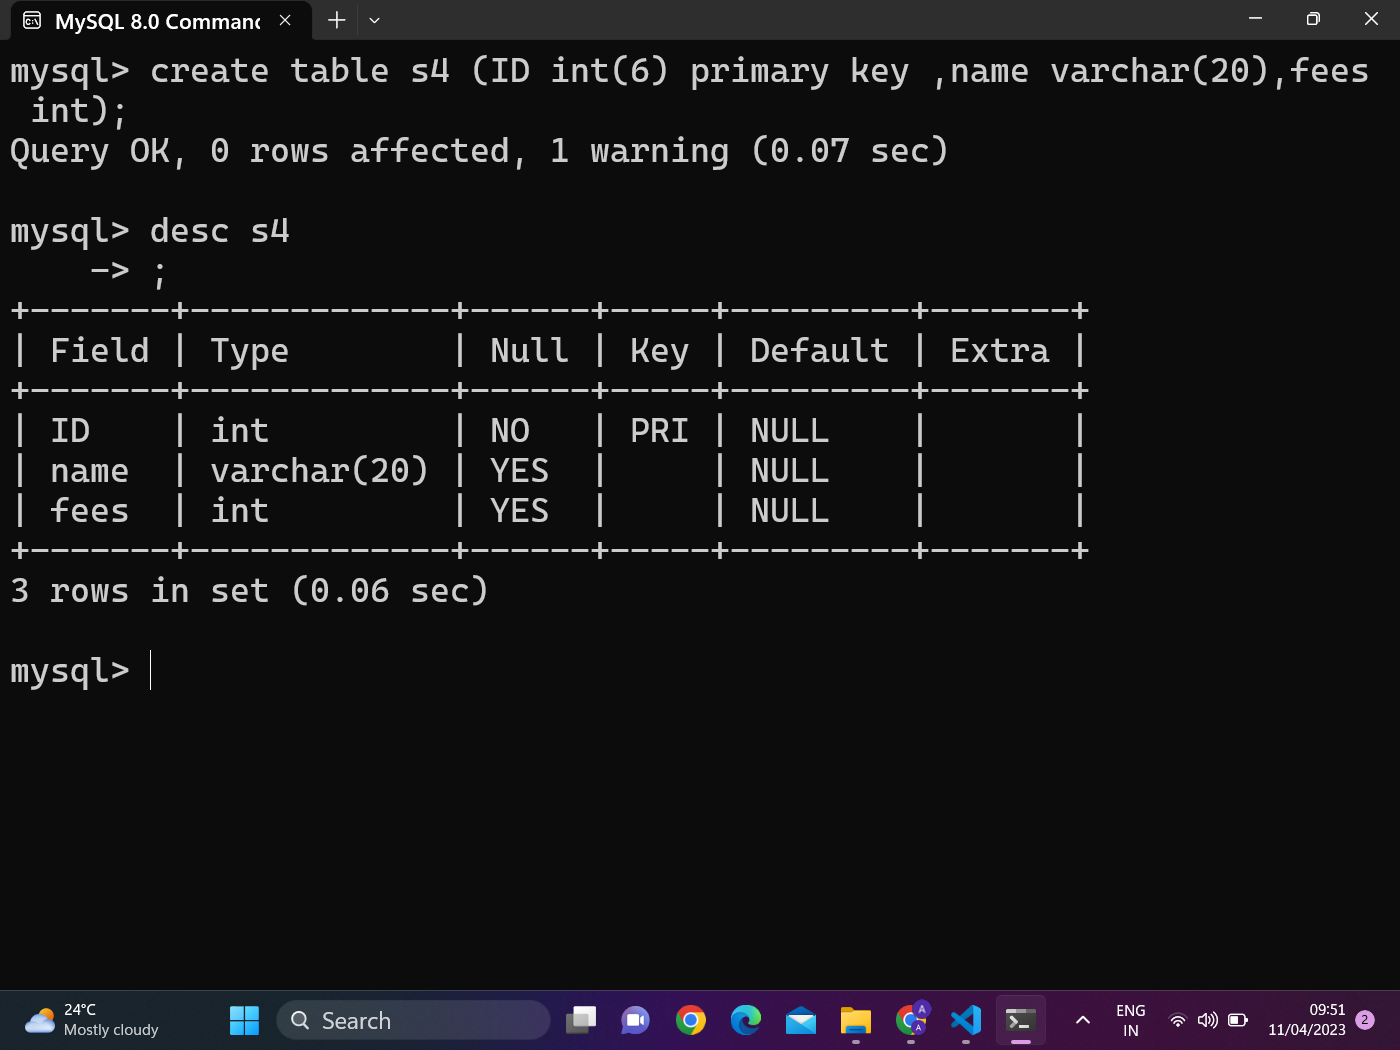 MySQL 8.0 Command
mysql> create table s4 (ID int(6) primary key ,name varchar(20),fees
 int);
Query OK, 0 rows affected, 1 warning (0.07 sec)

mysql> desc s4
    -> ;
+-------+-------------+------+-----+---------+-------+
| Field | Type        | Null | Key | Default | Extra |
+-------+-------------+------+-----+---------+-------+
| ID    | int         | NO   | PRI | NULL    |       |
| name  | varchar(20) | YES  |     | NULL    |       |
| fees  | int         | YES  |     | NULL    |       |
+-------+-------------+------+-----+---------+-------+
3 rows in set (0.06 sec)

mysql>
24°C
Mostly cloudy
Search
A
A
ENG
IN
09:51
11/04/2023
2